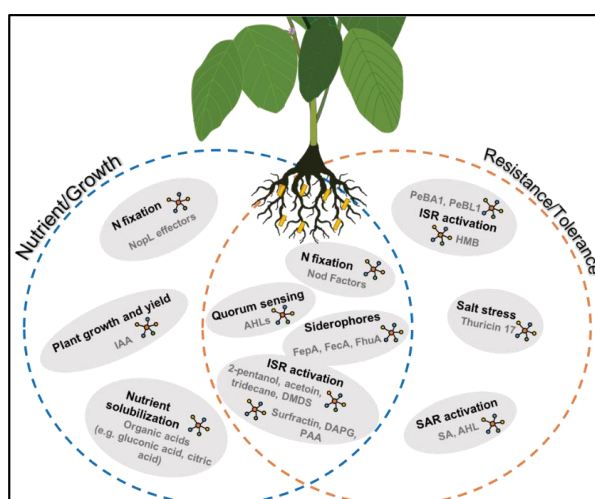 Nutrient/Growth
Resistance/Tolerance
N fixation
NopL effectors
Plant growth and yield
IAA
Nutrient
solubilization
Organic acids
(e.g. gluconic acid, citric
acid)
N fixation
Nod Factors
Quorum sensing
AHLs
Siderophores
FepA, FecA, FhuA
ISR activation
2-pentanol, acetoin,
tridecane, DMDS
Surfractin, DAPG,
PAA
PeBA1, PeBL1
ISR activation
HMB
Salt stress
Thuricin 17
SAR activation
SA, AHL